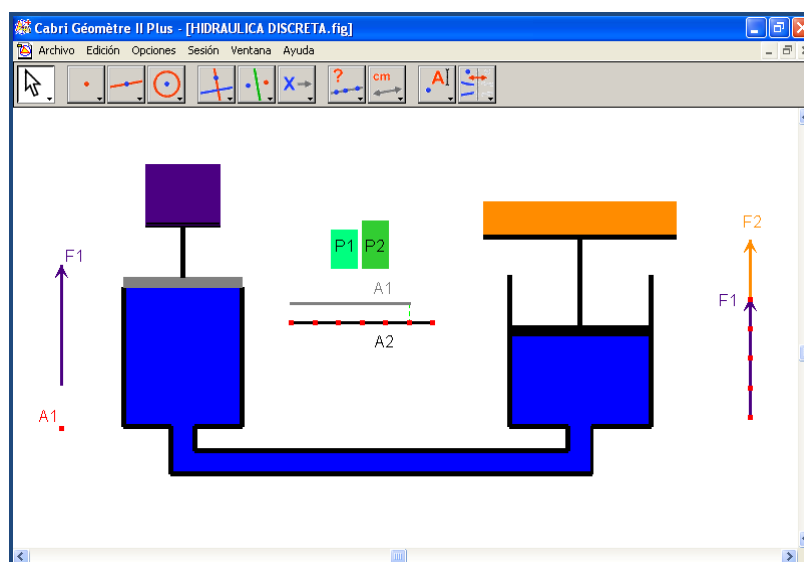 Cabri Géomètre II Plus - [HIDRAULICA DISCRETA.fig]
Archivo Edición Opciones Sesión Ventana Ayuda
? cm A
X
F1
P1 P2
A1
A2
A1
F2
F1